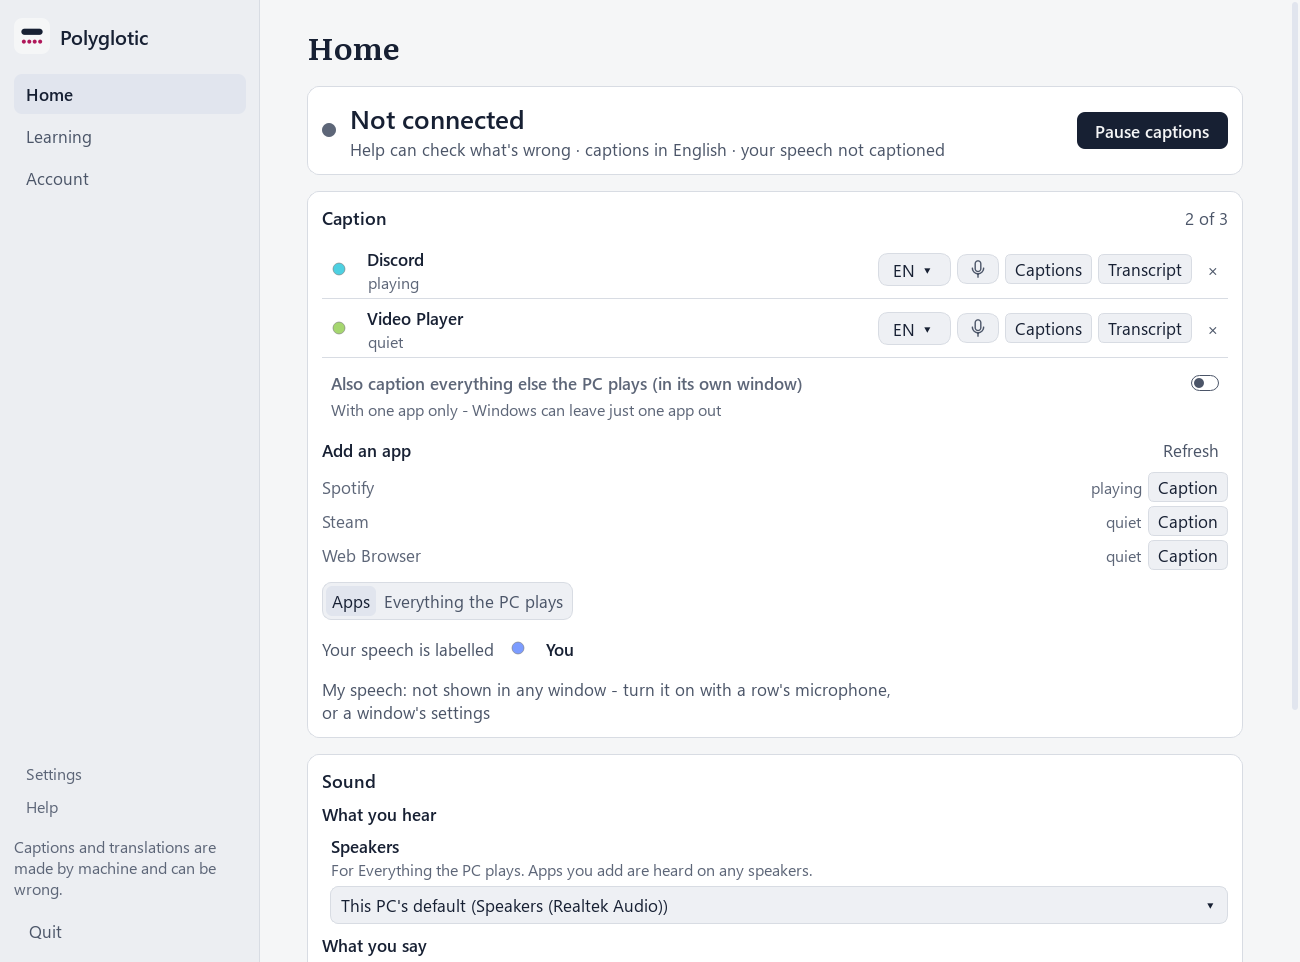 Polyglotic
Home
Learning
Account
Settings
Help
Captions and translations are
made by machine and can be
wrong.
Quit
Home
Not connected
Help can check what's wrong · captions in English · your speech not captioned
Pause captions
Caption
2 of 3
Discord
playing
EN
Captions
Transcript
×
Video Player
quiet
EN
Captions
Transcript
×
Also caption everything else the PC plays (in its own window)
With one app only - Windows can leave just one app out
Add an app
Refresh
Spotify
playing
Caption
Steam
quiet
Caption
Web Browser
quiet
Caption
Apps
Everything the PC plays
Your speech is labelled
You
My speech: not shown in any window - turn it on with a row's microphone,
or a window's settings
Sound
What you hear
Speakers
For Everything the PC plays. Apps you add are heard on any speakers.
This PC's default (Speakers (Realtek Audio))
What you say